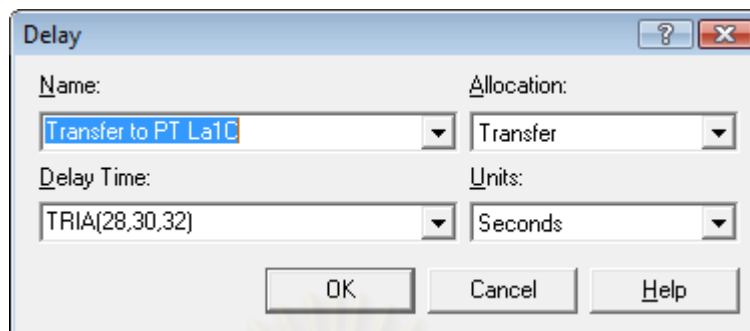 Delay
Name:
Allocation:
Transfer to PT La1C
Transfer
Delay Time:
Units:
TRIA(28,30,32)
Seconds
OK
Cancel
Help